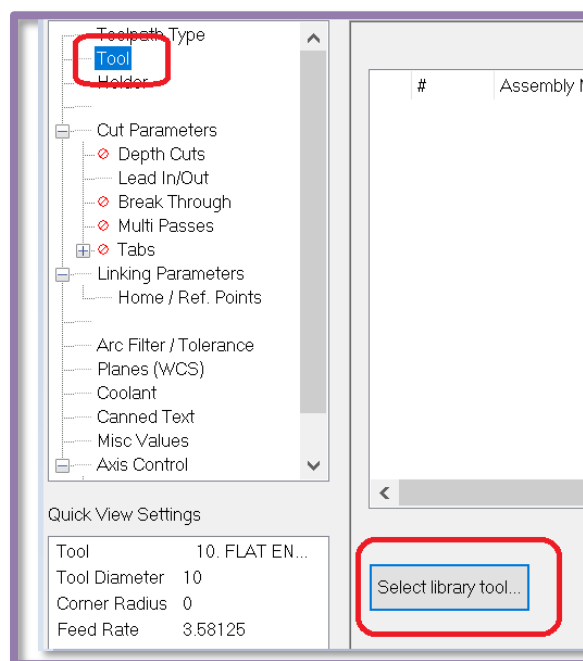 Toolpath Type
Tool
Holder
Cut Parameters
Depth Cuts
Lead In/Out
Break Through
Multi Passes
Tabs
Linking Parameters
Home / Ref. Points
Arc Filter / Tolerance
Planes (WCS)
Coolant
Canned Text
Misc Values
Axis Control
Quick View Settings
Tool 10. FLAT EN...
Tool Diameter 10
Corner Radius 0
Feed Rate 3.58125
# Assembly
Select library tool...